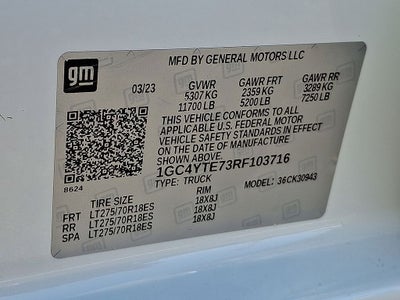 gm
MFD BY GENERAL MOTORS LLC
03/23 GVWR GAWR FRT GAWR RR
5307 KG 2359 KG 3289 KG
11700 LB 5200 LB 7250 LB
THIS VEHICLE CONFORMS TO ALL
APPLICABLE U.S. FEDERAL MOTOR
VEHICLE SAFETY STANDARDS IN EFFECT ON THE
DATE OF MANUFACTURE SHOWN ABOVE.
1GC4YTE73RF103716
8624 TYPE: TRUCK MODEL: 36CK30943
TIRE SIZE RIM
FRT LT275/70R18ES 18X8J
RR LT275/70R18ES 18X8J
SPA LT275/70R18ES 18X8J